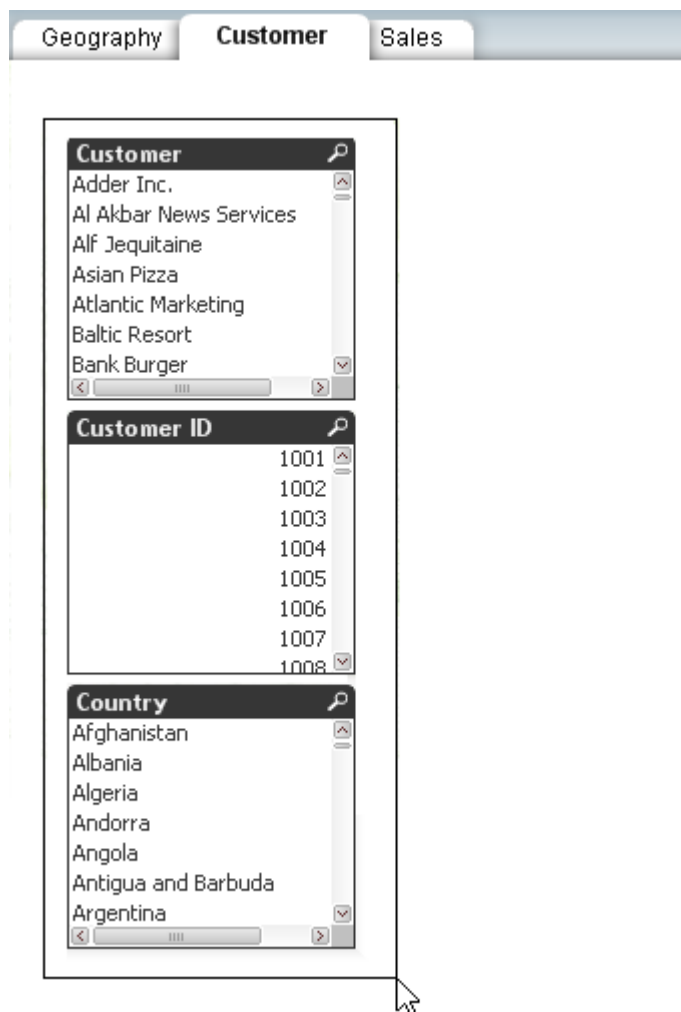 Geography Customer Sales
Customer
Adder Inc.
Al Akbar News Services
Alf Jequitaine
Asian Pizza
Atlantic Marketing
Baltic Resort
Bank Burger
Customer ID
1001
1002
1003
1004
1005
1006
1007
1008
Country
Afghanistan
Albania
Algeria
Andorra
Angola
Antigua and Barbuda
Argentina